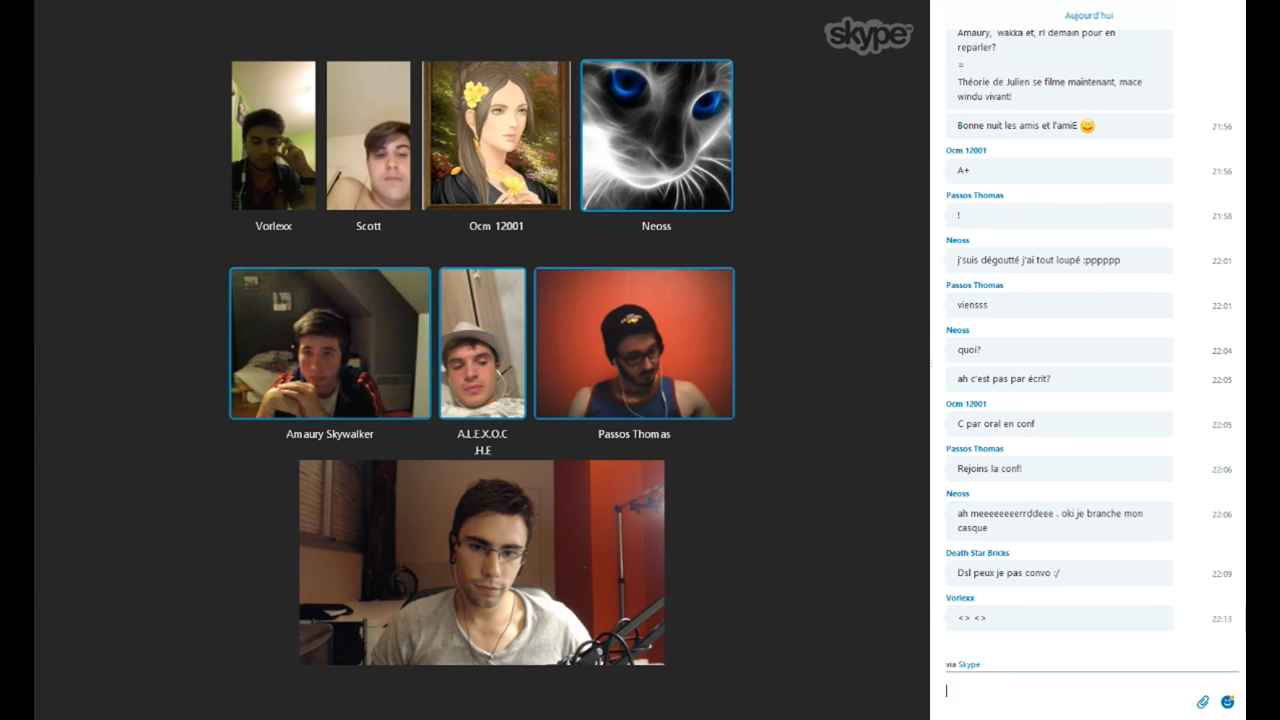 skype
Vorlexx
Scott
Ocm 12001
Neoss
Amaury Skywalker
A.L.E.X.O.C
.H.E
Passos Thomas
Aujourd'hui
Amaury, wakka et, rl demain pour en
reparler?
=
Théorie de Julien se filme maintenant, mace
windu vivant!
Bonne nuit les amis et l'amiE
21:56
Ocm 12001
A+
21:56
Passos Thomas
!
21:58
Neoss
j'suis dégoutté j'ai tout loupé :pppppp
22:01
Passos Thomas
viensss
22:01
Neoss
quoi?
22:04
ah c'est pas par écrit?
22:05
Ocm 12001
C par oral en conf
22:05
Passos Thomas
Rejoins la conf!
22:06
Neoss
ah meeeeeeeerrddeee . oki je branche mon
casque
22:06
Death Star Bricks
Dsl peux je pas convo :/
22:09
Vorlexx
<> <>
22:13
via Skype